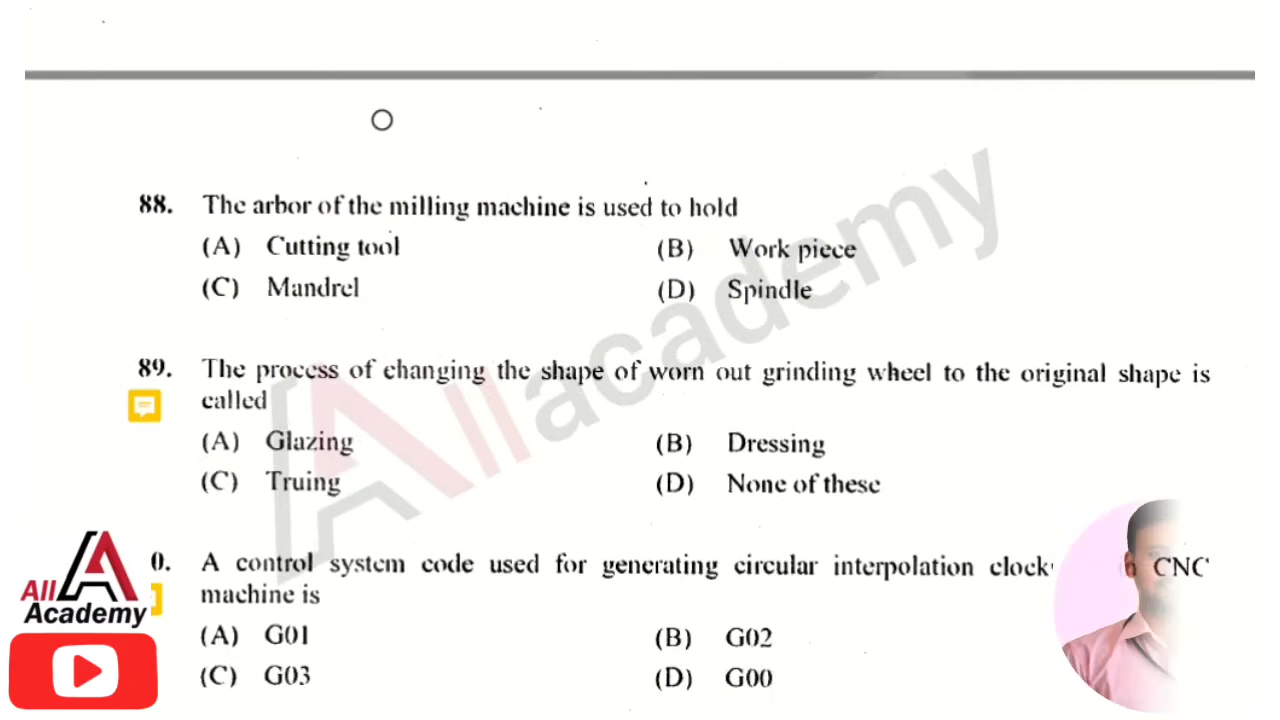 88. The arbor of the milling machine is used to hold
(A) Cutting tool (B) Work piece
(C) Mandrel (D) Spindle
89. The process of changing the shape of worn out grinding wheel to the original shape is
called
(A) Glazing (B) Dressing
(C) Truing (D) None of these
0. A control system code used for generating circular interpolation clock CNC
machine is
(A) G01 (B) G02
(C) G03 (D) G00
All academy
All
Academy